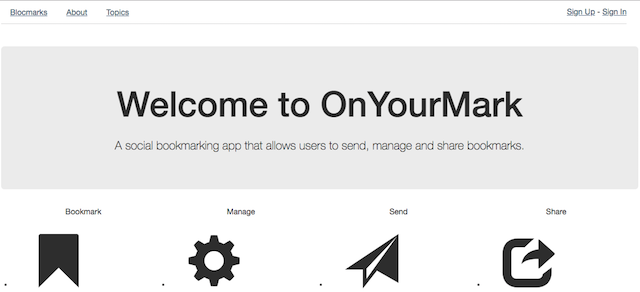 Blocmarks About Topics Sign Up - Sign In
Welcome to OnYourMark
A social bookmarking app that allows users to send, manage and share bookmarks.
Bookmark Manage Send Share